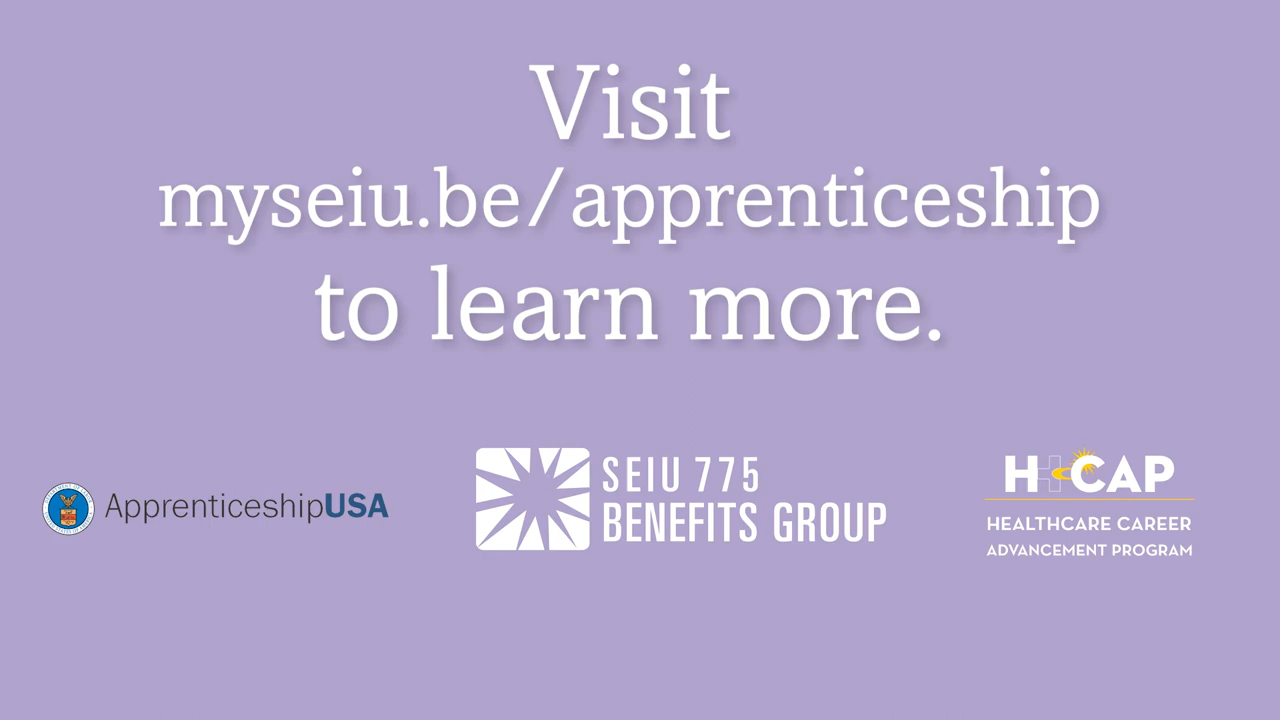 Visit
myseiu.be/apprenticeship
to learn more.
ApprenticeshipUSA
SEIU 775
BENEFITS GROUP
H CAP
HEALTHCARE CAREER
ADVANCEMENT PROGRAM